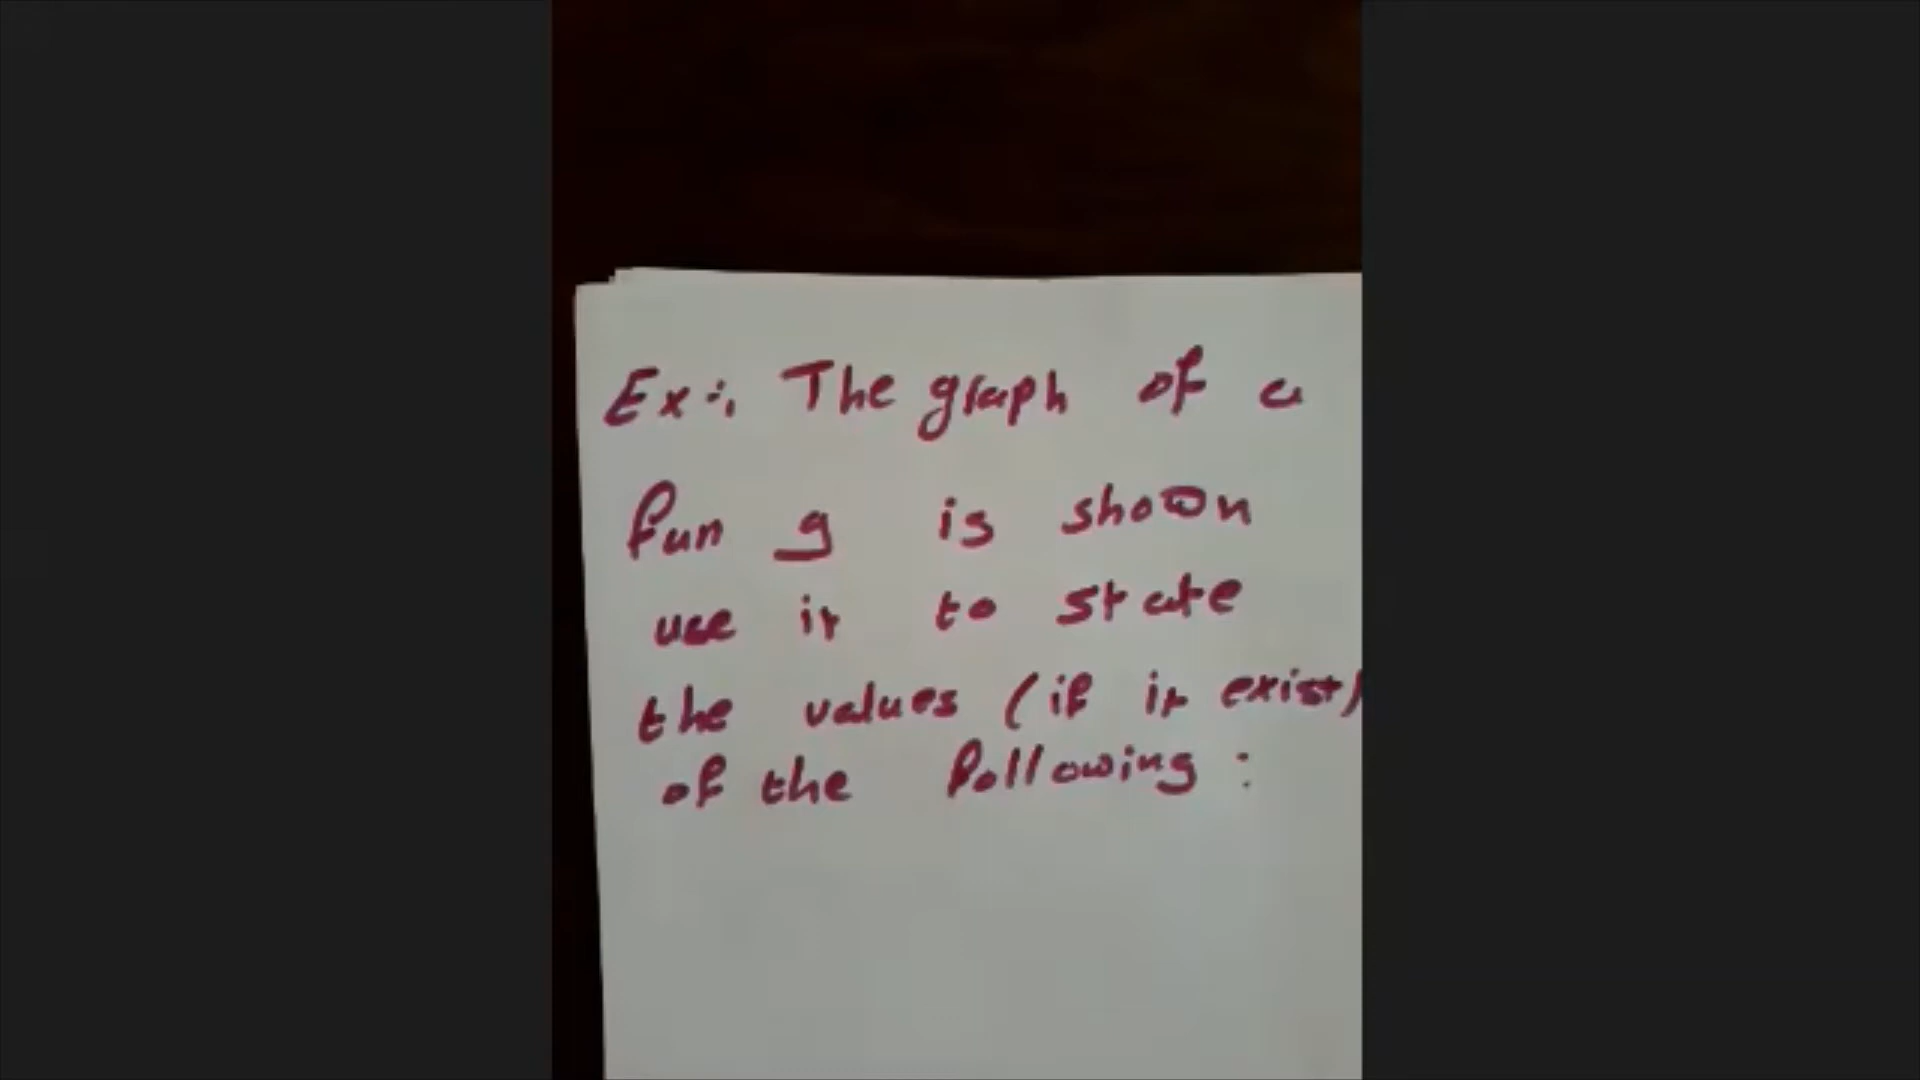 Ex:. The graph of a
fun g is shown
use it to state
the values (if it exist)
of the following: